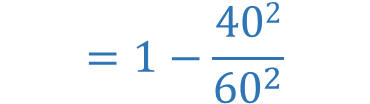 = 1 − 40² / 60²